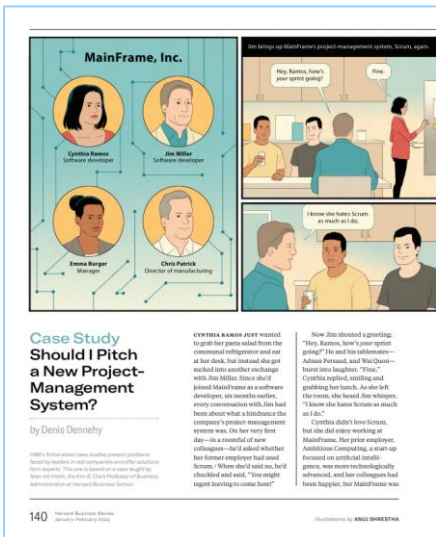 MainFrame, Inc.
Cynthia Ramos
Software developer
Jim Miller
Software developer
Emma Burger
Manager
Chris Patrick
Director of manufacturing
Jim brings up MainFrame's project-management system, Scrum, again.
Hey, Ramos, how's
your sprint going?
Fine.
I know she hates Scrum
as much as I do.
Case Study
Should I Pitch
a New Project-
Management
System?
by Denis Dennehy
HBR's fictionalized case studies present problems
faced by leaders in real companies and offer solutions
from experts. This one is based on a case taught by
the Kim B. Clark Professor of Business
Administration at Harvard Business School.
CYNTHIA RAMOS JUST wanted
to grab her pasta salad from the
communal refrigerator and eat
at her desk, but instead she got
sucked into another exchange
with Jim Miller. Since she'd
joined MainFrame as a software
developer, six months earlier,
every conversation with Jim had
been about what a hindrance the
company's project-management
system was. On her very first
day—in a roomful of new
colleagues—he'd asked whether
her former employer had used
Scrum. When she'd said no, he'd
chuckled and said, "You might
regret leaving to come here!"
Now Jim shouted a greeting:
"Hey, Ramos, how's your sprint
going?" He and his tablemates—
Adnan Persaud, and Wai Quon—
burst into laughter. "Fine,"
Cynthia replied, smiling and
grabbing her lunch. As she left
the room, she heard Jim whisper,
"I know she hates Scrum as much
as I do."
Cynthia didn't love Scrum,
but she did enjoy working at
MainFrame. Her prior employer,
Ambitious Computing, a start-up
focused on artificial intelli-
gence, was more technologically
advanced, and her colleagues had
been happier, but MainFrame was
140
Harvard Business Review
January–February 2024
Illustrations by ANUJ SHRESTHA